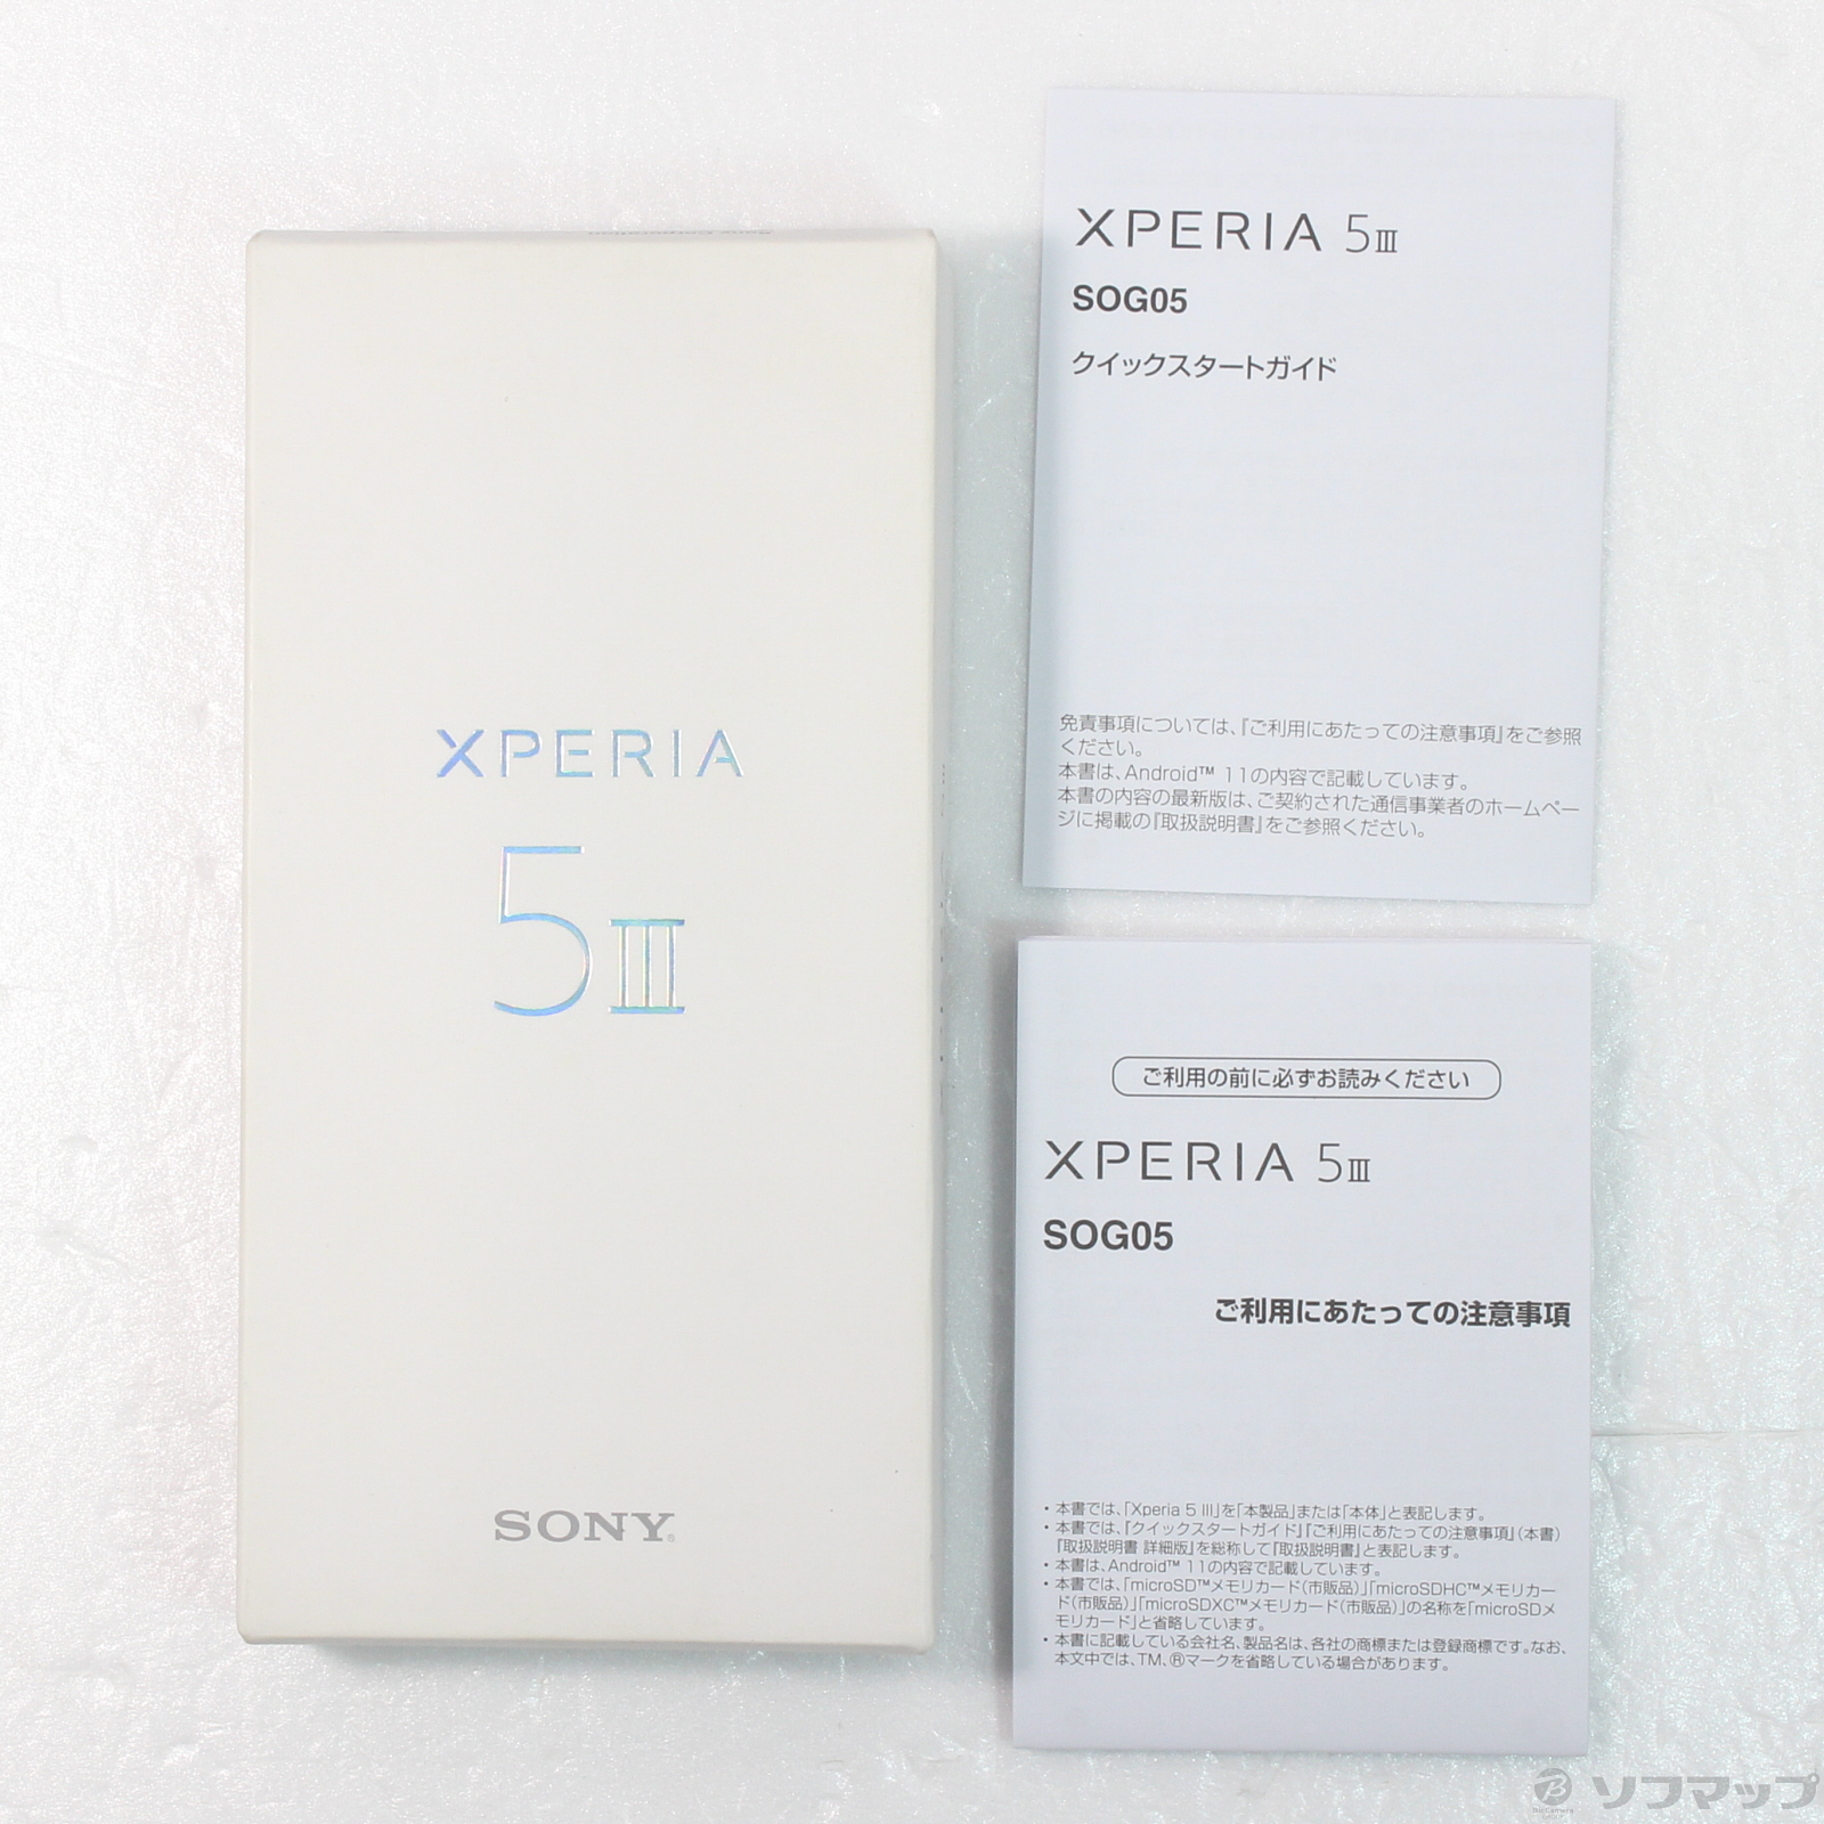 XPERIA
5III
SONY
XPERIA 5III
SOG05
クイックスタートガイド
免責事項については、『ご利用にあたっての注意事項』をご参照
ください。
本書は、Android™ 11の内容で記載しています。
本書の内容の最新版は、ご契約された通信事業者のホームペー
ジに掲載の『取扱説明書』をご参照ください。
ご利用の前に必ずお読みください
XPERIA 5III
SOG05
ご利用にあたっての注意事項
・本書では、「Xperia 5 III」を「本製品」または「本体」と表記します。
・本書では、『クイックスタートガイド』『ご利用にあたっての注意事項』（本書）
『取扱説明書 詳細版』を総称して『取扱説明書』と表記します。
・本書は、Android™ 11の内容で記載しています。
・本書では、「microSD™メモリカード（市販品）」「microSDHC™メモリカー
ド（市販品）」「microSDXC™メモリカード（市販品）」の名称を「microSDメ
モリカード」と省略しています。
・本書に記載している会社名、製品名は、各社の商標または登録商標です。なお、
本文中では、TM、®マークを省略している場合があります。
ソフマップ